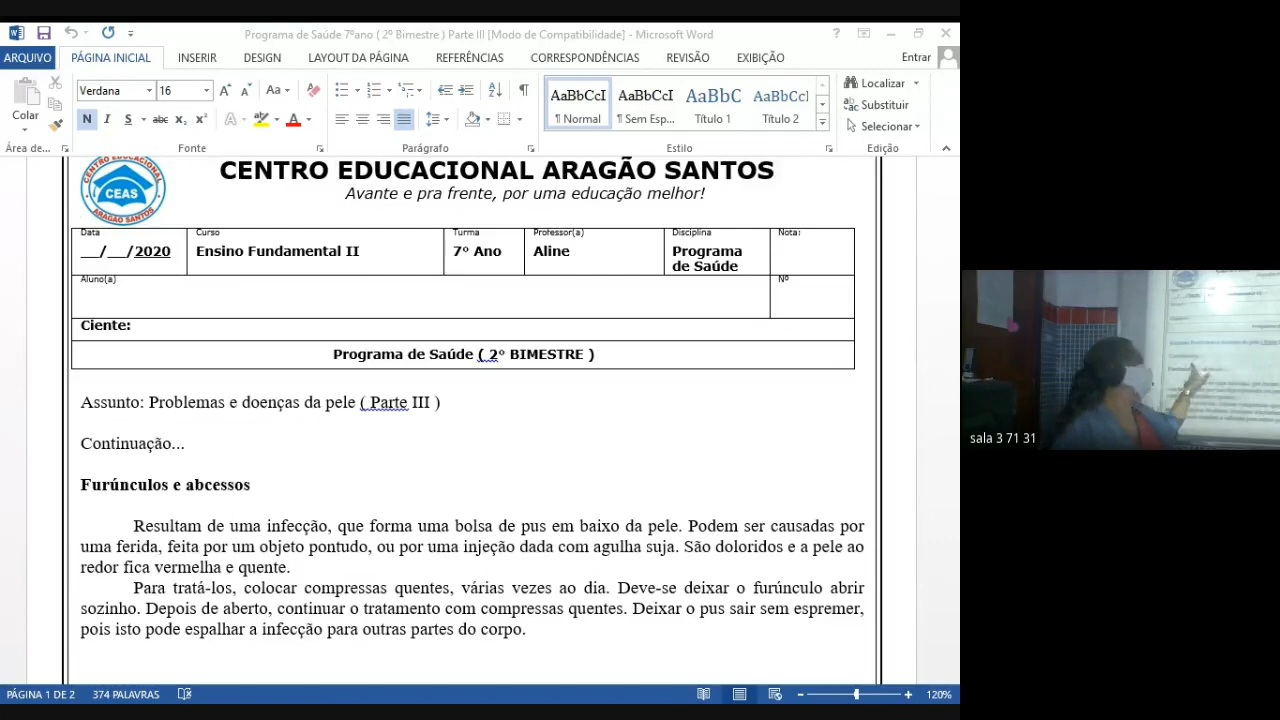 Programa de Saúde 7ºano ( 2º Bimestre ) Parte III [Modo de Compatibilidade] - Microsoft Word
ARQUIVO PÁGINA INICIAL INSERIR DESIGN LAYOUT DA PÁGINA REFERÊNCIAS CORRESPONDÊNCIAS REVISÃO EXIBIÇÃO Entrar
Verdana 16 Aa
Colar
N I S abc x₂ x² A A
AaBbCcI AaBbCcI AaBbC AaBbCcI
¶ Normal ¶ Sem Esp... Título 1 Título 2
Localizar
Substituir
Selecionar
Área de... Fonte Parágrafo Estilo Edição
CENTRO EDUCACIONAL
CEAS
ARAGÃO SANTOS
CENTRO EDUCACIONAL ARAGÃO SANTOS
Avante e pra frente, por uma educação melhor!
Data Curso Turma Professor(a) Disciplina Nota:
__/__/2020 Ensino Fundamental II 7º Ano Aline Programa
de Saúde
Aluno(a) Nº
Ciente:
Programa de Saúde ( 2º BIMESTRE )
Assunto: Problemas e doenças da pele ( Parte III )
Continuação...
Furúnculos e abcessos
Resultam de uma infecção, que forma uma bolsa de pus em baixo da pele. Podem ser causadas por
uma ferida, feita por um objeto pontudo, ou por uma injeção dada com agulha suja. São doloridos e a pele ao
redor fica vermelha e quente.
Para tratá-los, colocar compressas quentes, várias vezes ao dia. Deve-se deixar o furúnculo abrir
sozinho. Depois de aberto, continuar o tratamento com compressas quentes. Deixar o pus sair sem espremer,
pois isto pode espalhar a infecção para outras partes do corpo.
PÁGINA 1 DE 2 374 PALAVRAS 120%
sala 3 71 31